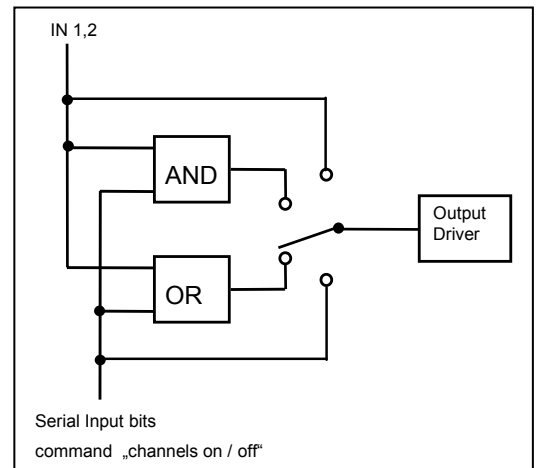 IN 1,2
AND
Output
Driver
OR
Serial Input bits
command „channels on / off“